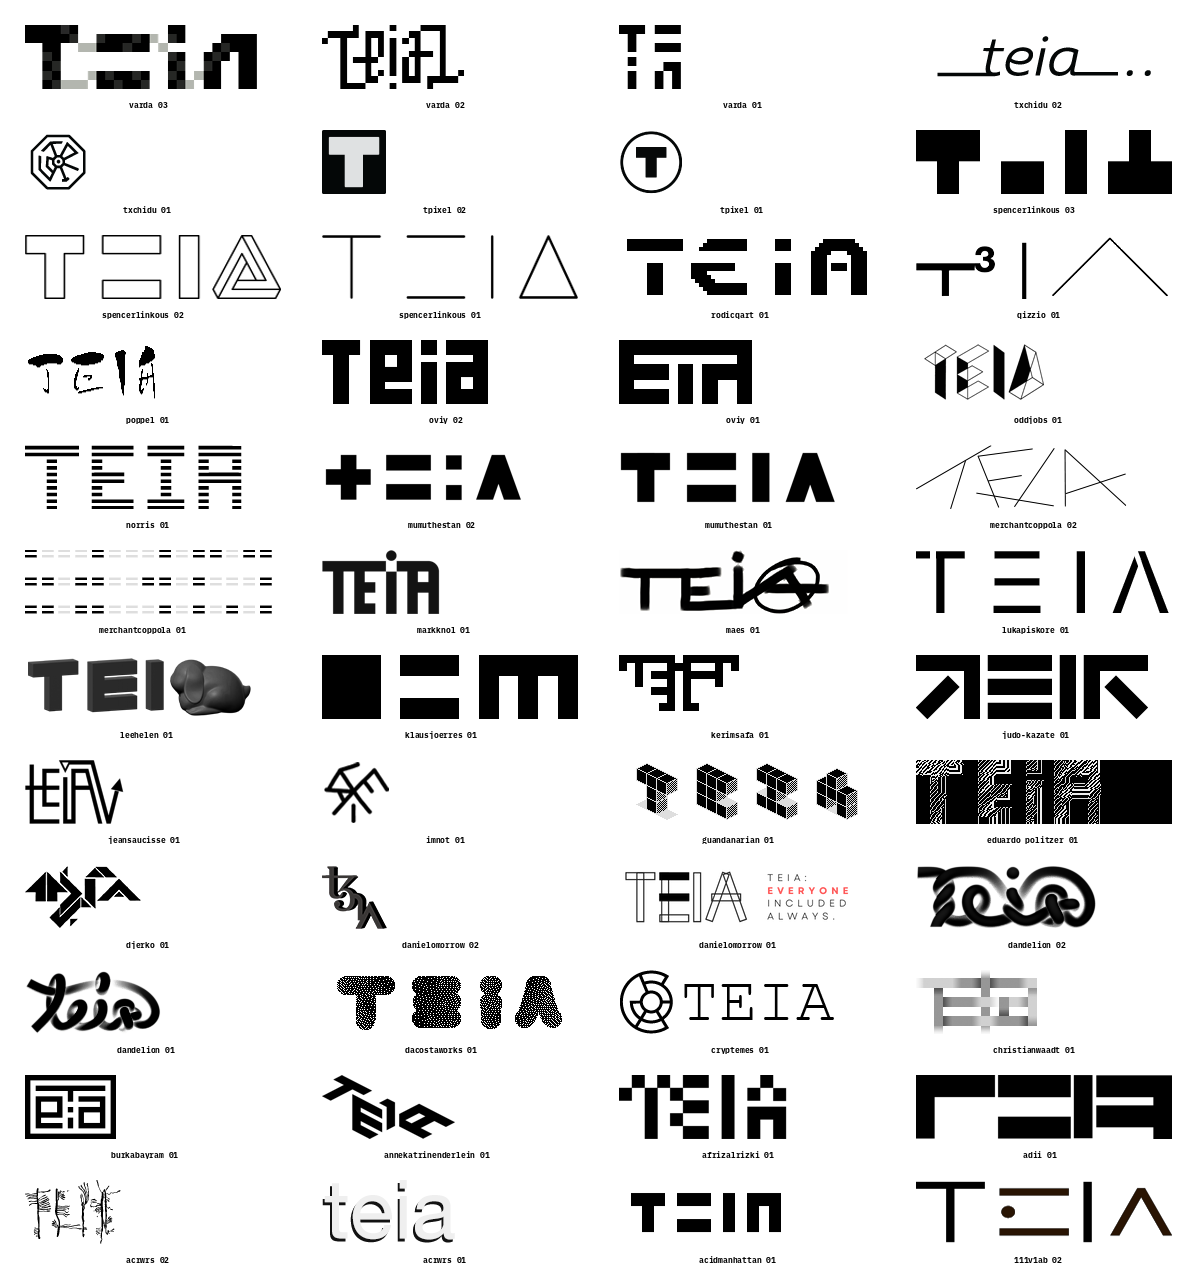 Teia teia TEIA teia
varda 03 varda 02 varda 01 txchidu 02
T T T
txchidu 01 tpixel 02 tpixel 01 spencerlinkous 03
TEIA TEIA TEiA T3IA
spencerlinkous 02 spencerlinkous 01 rodicqart 01 qizzio 01
TEIA Teia ETA TEIA
poppel 01 oviy 02 oviy 01 oddjobs 01
TEIA TEIA TEIA
norris 01 mumuthestan 02 mumuthestan 01 merchantcoppola 02
TEiA TEiA TEIA
merchantcoppola 01 markknol 01 maes 01 lukapiskore 01
TEI
leehelen 01 klausjoerres 01 kerimsafa 01 judo-kazate 01
tEiA TEIA TEIA
jeansaucisse 01 imnot 01 guandanarian 01 eduardo politzer 01
TEIA TEIA:
EVERYONE
INCLUDED
ALWAYS.
Teia
djerko 01 danielomorrow 02 danielomorrow 01 dandelion 02
teia TEiA TEIA
dandelion 01 dacostaworks 01 cryptemes 01 christianwaadt 01
Teia TEIA TEIA
burkabayram 01 annekatrinenderlein 01 afrizalrizki 01 adii 01
TEIA teia TEIA TEIA
acrwrs 02 acrwrs 01 acidmanhattan 01 111v1ab 02